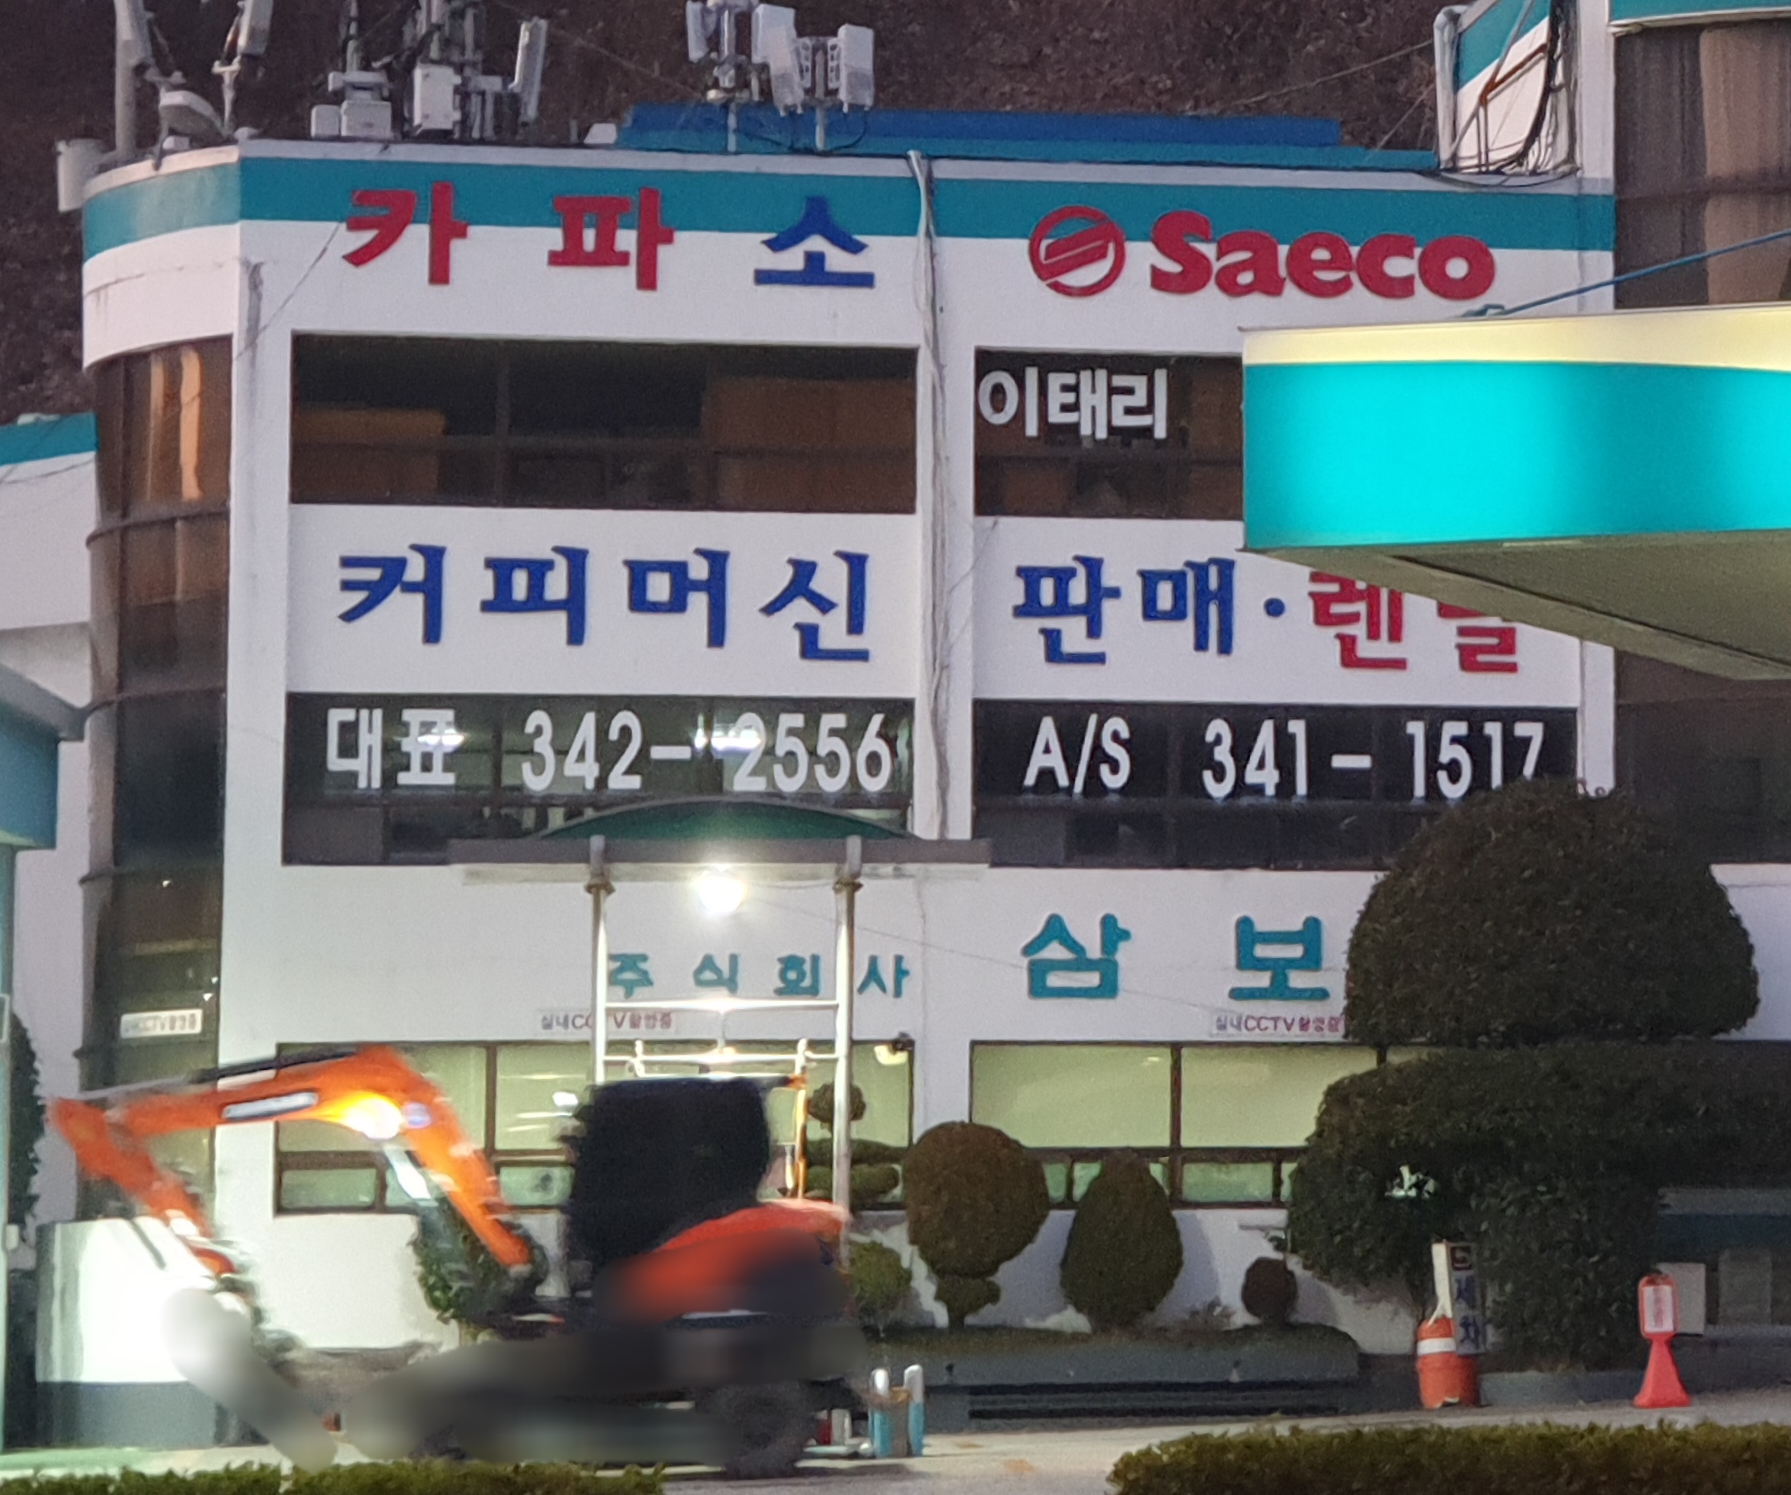 카파소 Saeco
이태리
커피머신 판매·렌탈
대표 342-2556 A/S 341-1517
주식회사 삼보
실내CCTV촬영중 실내CCTV촬영중
세차